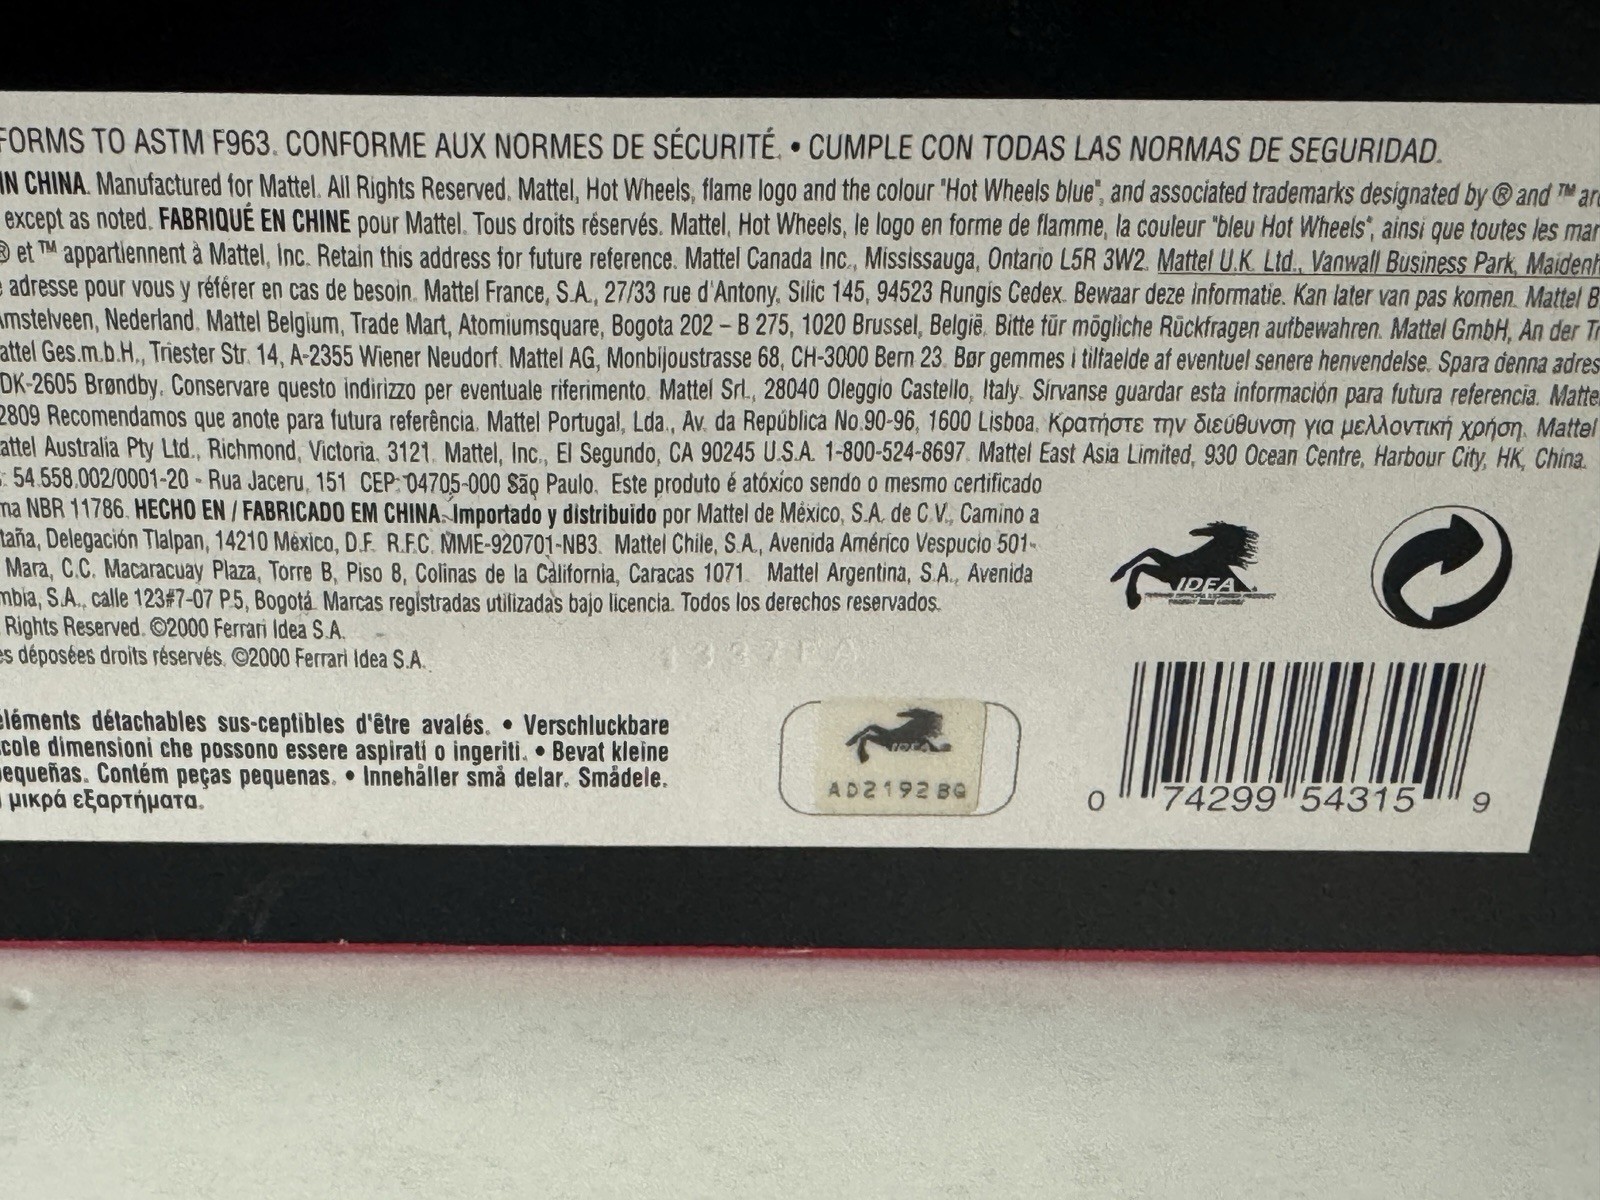 FORMS TO ASTM F963. CONFORME AUX NORMES DE SÉCURITÉ. • CUMPLE CON TODAS LAS NORMAS DE SEGURIDAD.
IN CHINA. Manufactured for Mattel. All Rights Reserved. Mattel, Hot Wheels, flame logo and the colour "Hot Wheels blue", and associated trademarks designated by ® and ™ are
except as noted. FABRIQUÉ EN CHINE pour Mattel. Tous droits réservés. Mattel, Hot Wheels, le logo en forme de flamme, la couleur "bleu Hot Wheels", ainsi que toutes les mar
® et ™ appartiennent à Mattel, Inc. Retain this address for future reference. Mattel Canada Inc., Mississauga, Ontario L5R 3W2. Mattel U.K. Ltd., Vanwall Business Park, Maidenh
adresse pour vous y référer en cas de besoin. Mattel France, S.A., 27/33 rue d'Antony, Silic 145, 94523 Rungis Cedex. Bewaar deze informatie. Kan later van pas komen. Mattel B
Amstelveen, Nederland. Mattel Belgium, Trade Mart, Atomiumsquare, Bogota 202 – B 275, 1020 Brussel, België. Bitte für mögliche Rückfragen aufbewahren. Mattel GmbH, An der Tr
attel Ges.m.b.H., Triester Str. 14, A-2355 Wiener Neudorf. Mattel AG, Monbijoustrasse 68, CH-3000 Bern 23. Bør gemmes i tilfaelde af eventuel senere henvendelse. Spara denna adres
DK-2605 Brøndby. Conservare questo indirizzo per eventuale riferimento. Mattel Srl., 28040 Oleggio Castello, Italy. Sírvanse guardar esta información para futura referencia. Matte
2809 Recomendamos que anote para futura referência. Mattel Portugal, Lda., Av. da República No.90-96, 1600 Lisboa. Κρατήστε την διεύθυνση για μελλοντική χρήση. Mattel
attel Australia Pty Ltd., Richmond, Victoria. 3121. Mattel, Inc., El Segundo, CA 90245 U.S.A. 1-800-524-8697. Mattel East Asia Limited, 930 Ocean Centre, Harbour City, HK, China.
: 54.558.002/0001-20 - Rua Jaceru, 151 CEP: 04705-000 São Paulo. Este produto é atóxico sendo o mesmo certificado
ma NBR 11786. HECHO EN / FABRICADO EM CHINA. Importado y distribuido por Mattel de México, S.A. de C.V., Camino a
taña, Delegación Tlalpan, 14210 México, D.F. R.F.C. MME-920701-NB3. Mattel Chile, S.A., Avenida Américo Vespucio 501-
Mara, C.C. Macaracuay Plaza, Torre B, Piso 8, Colinas de la California, Caracas 1071. Mattel Argentina, S.A., Avenida
mbia, S.A., calle 123#7-07 P.5, Bogotá. Marcas registradas utilizadas bajo licencia. Todos los derechos reservados.
Rights Reserved. ©2000 Ferrari Idea S.A.
es déposées droits réservés. ©2000 Ferrari Idea S.A.
IDEA
éléments détachables sus-ceptibles d'être avalés. • Verschluckbare
cole dimensioni che possono essere aspirati o ingeriti. • Bevat kleine
pequeñas. Contém peças pequenas. • Innehåller små delar. Smådele.
μικρά εξαρτήματα.
IDEA
AD2192BG
0 74299 54315 9